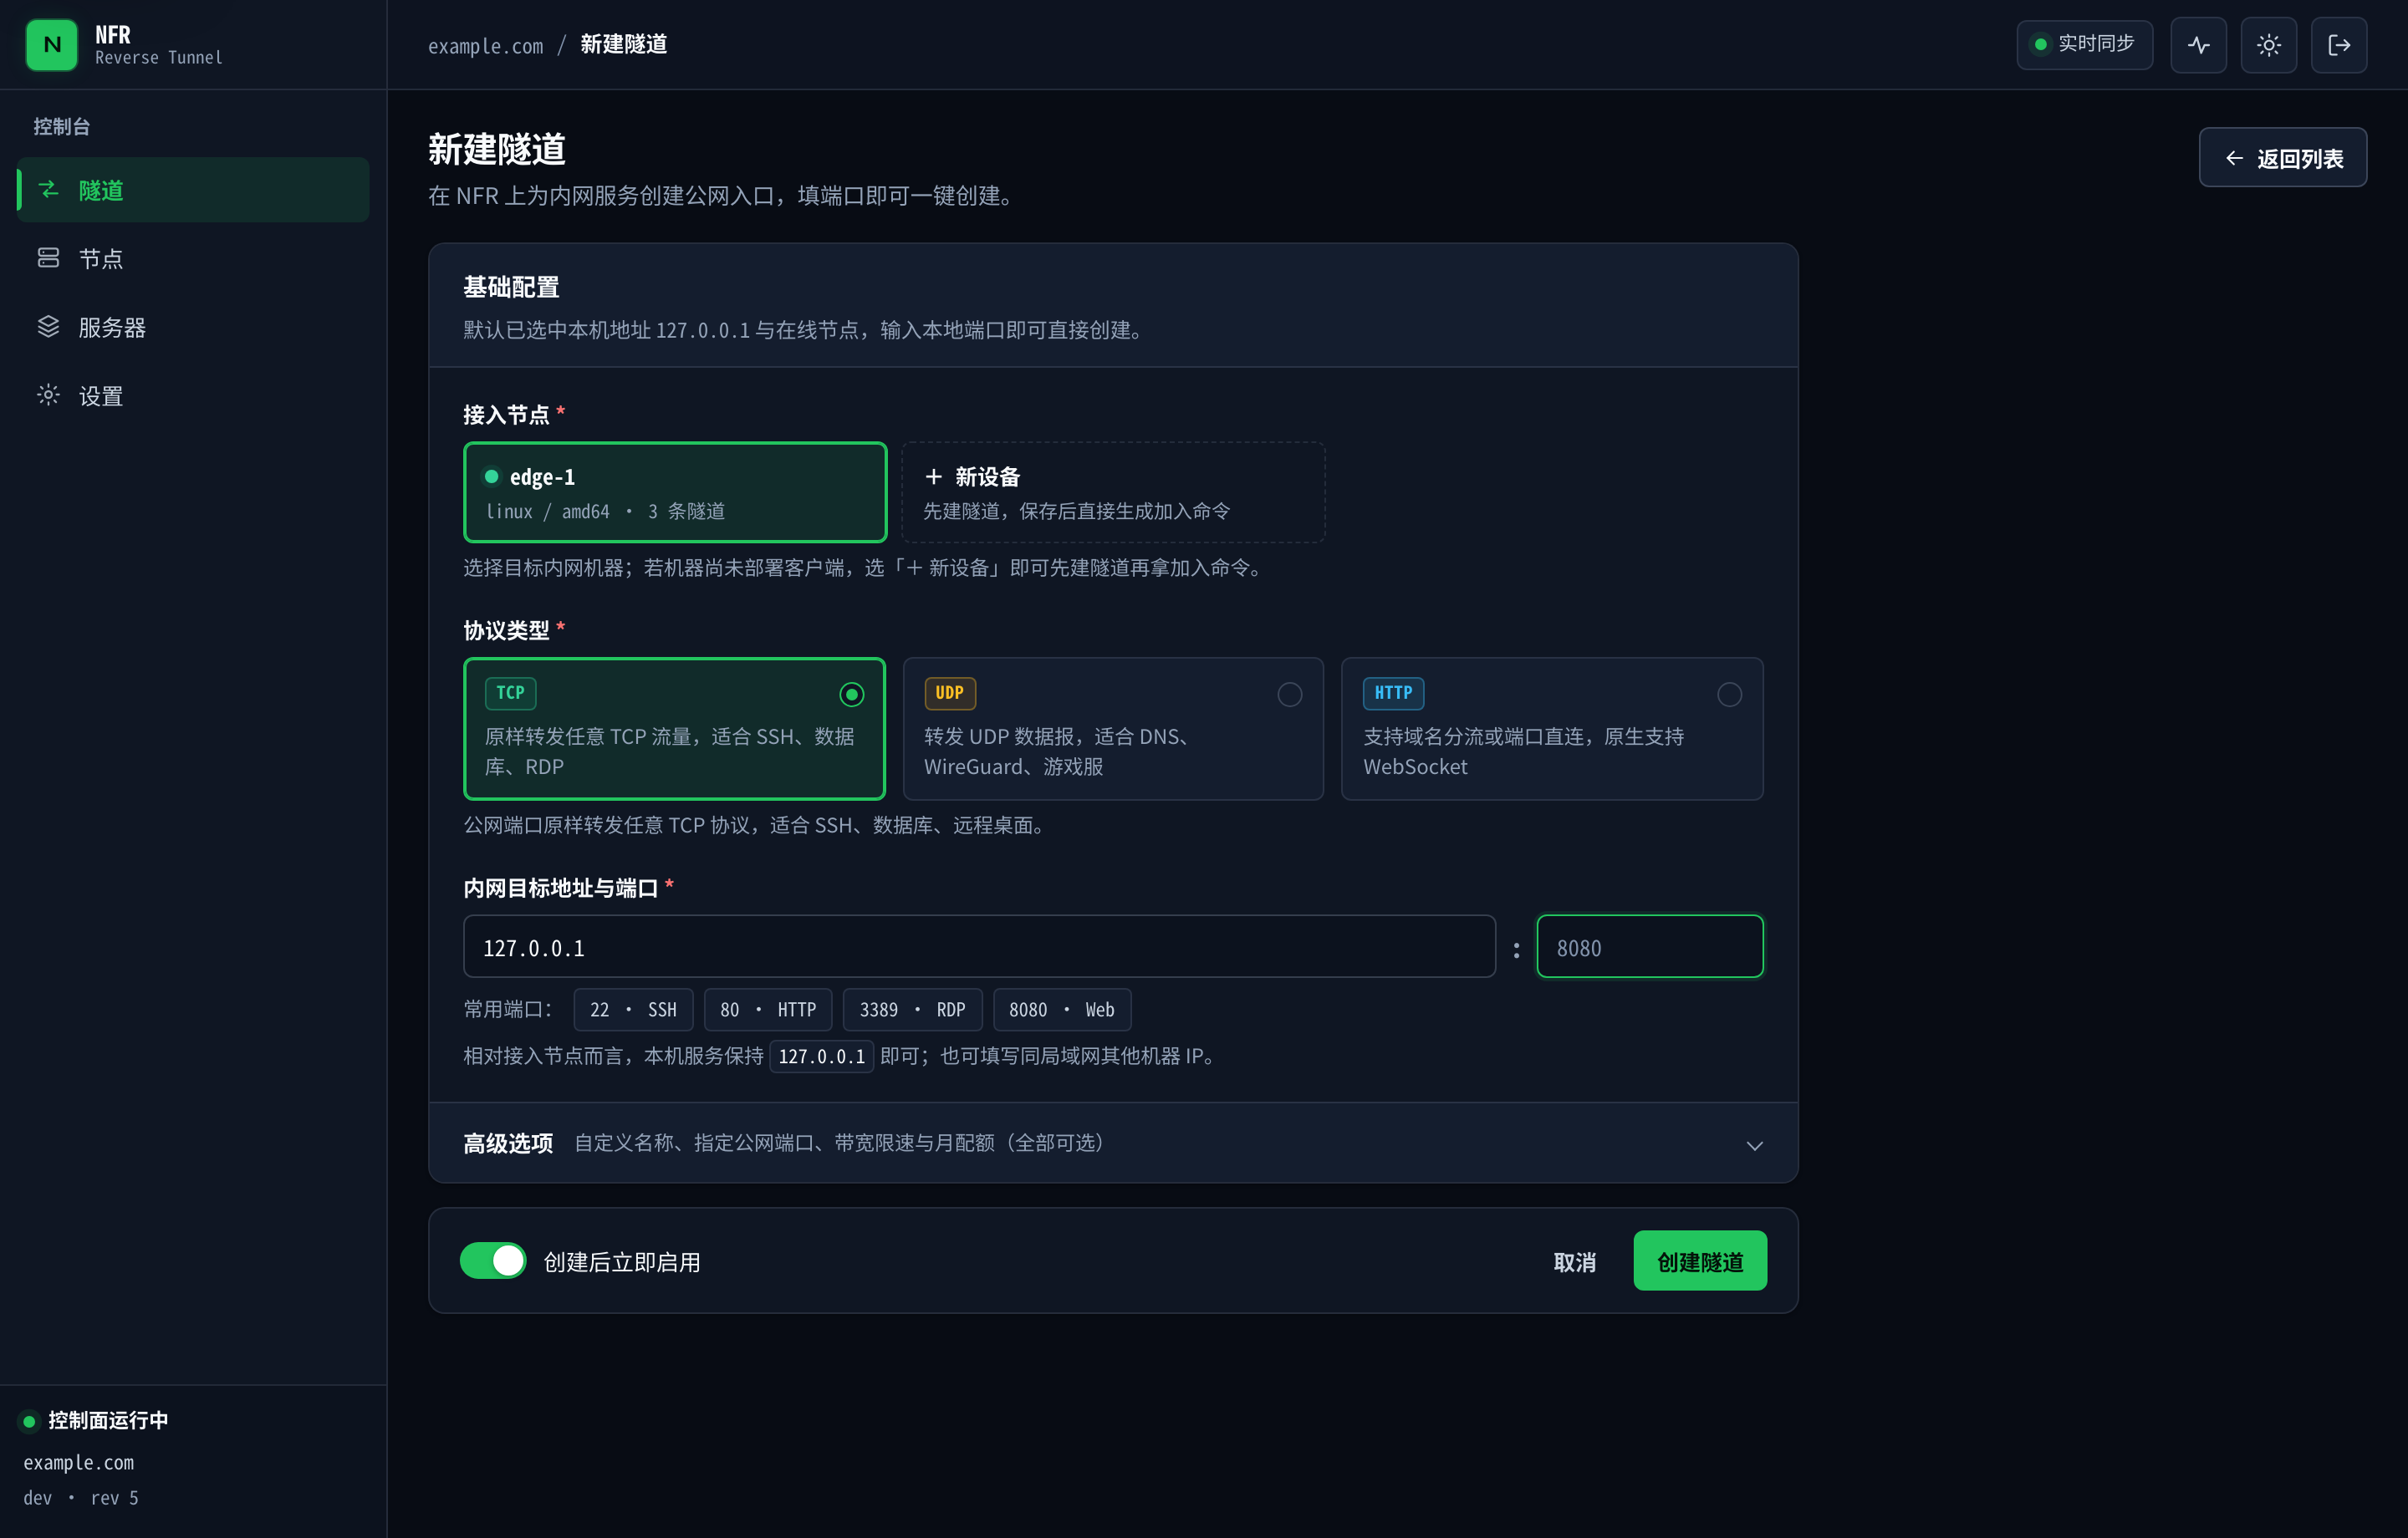 N
NFR
Reverse Tunnel
example.com / 新建隧道
实时同步
控制台
隧道
节点
服务器
设置
新建隧道
在 NFR 上为内网服务创建公网入口，填端口即可一键创建。
← 返回列表
基础配置
默认已选中本机地址 127.0.0.1 与在线节点，输入本地端口即可直接创建。
接入节点 *
edge-1
linux / amd64 · 3 条隧道
+ 新设备
先建隧道，保存后直接生成加入命令
选择目标内网机器；若机器尚未部署客户端，选「＋ 新设备」即可先建隧道再拿加入命令。
协议类型 *
TCP
原样转发任意 TCP 流量，适合 SSH、数据
库、RDP
UDP
转发 UDP 数据报，适合 DNS、
WireGuard、游戏服
HTTP
支持域名分流或端口直连，原生支持
WebSocket
公网端口原样转发任意 TCP 协议，适合 SSH、数据库、远程桌面。
内网目标地址与端口 *
127.0.0.1 : 8080
常用端口： 22 · SSH 80 · HTTP 3389 · RDP 8080 · Web
相对接入节点而言，本机服务保持 127.0.0.1 即可；也可填写同局域网其他机器 IP。
高级选项 自定义名称、指定公网端口、带宽限速与月配额（全部可选）
创建后立即启用
取消
创建隧道
控制面运行中
example.com
dev · rev 5